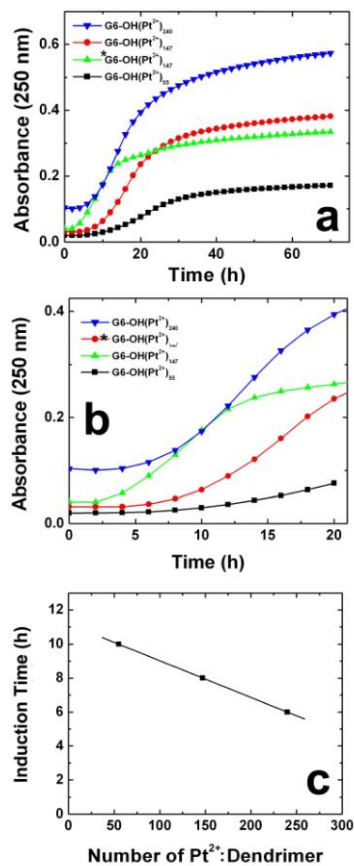 a
G6-OH(Pt²⁺)₂₄₀
G6-OH(Pt²⁺)₁₄₇
*G6-OH(Pt²⁺)₁₄₇
G6-OH(Pt²⁺)₅₅
Absorbance (250 nm)
0.6
0.4
0.2
0.0
0 20 40 60
Time (h)
b
G6-OH(Pt²⁺)₂₄₀
*G6-OH(Pt²⁺)
G6-OH(Pt²⁺)₁₄₇
G6-OH(Pt²⁺)₅₅
Absorbance (250 nm)
0.4
0.2
0.0
0 5 10 15 20
Time (h)
c
Induction Time (h)
12
10
8
6
4
2
0
0 50 100 150 200 250 300
Number of Pt²⁺:Dendrimer